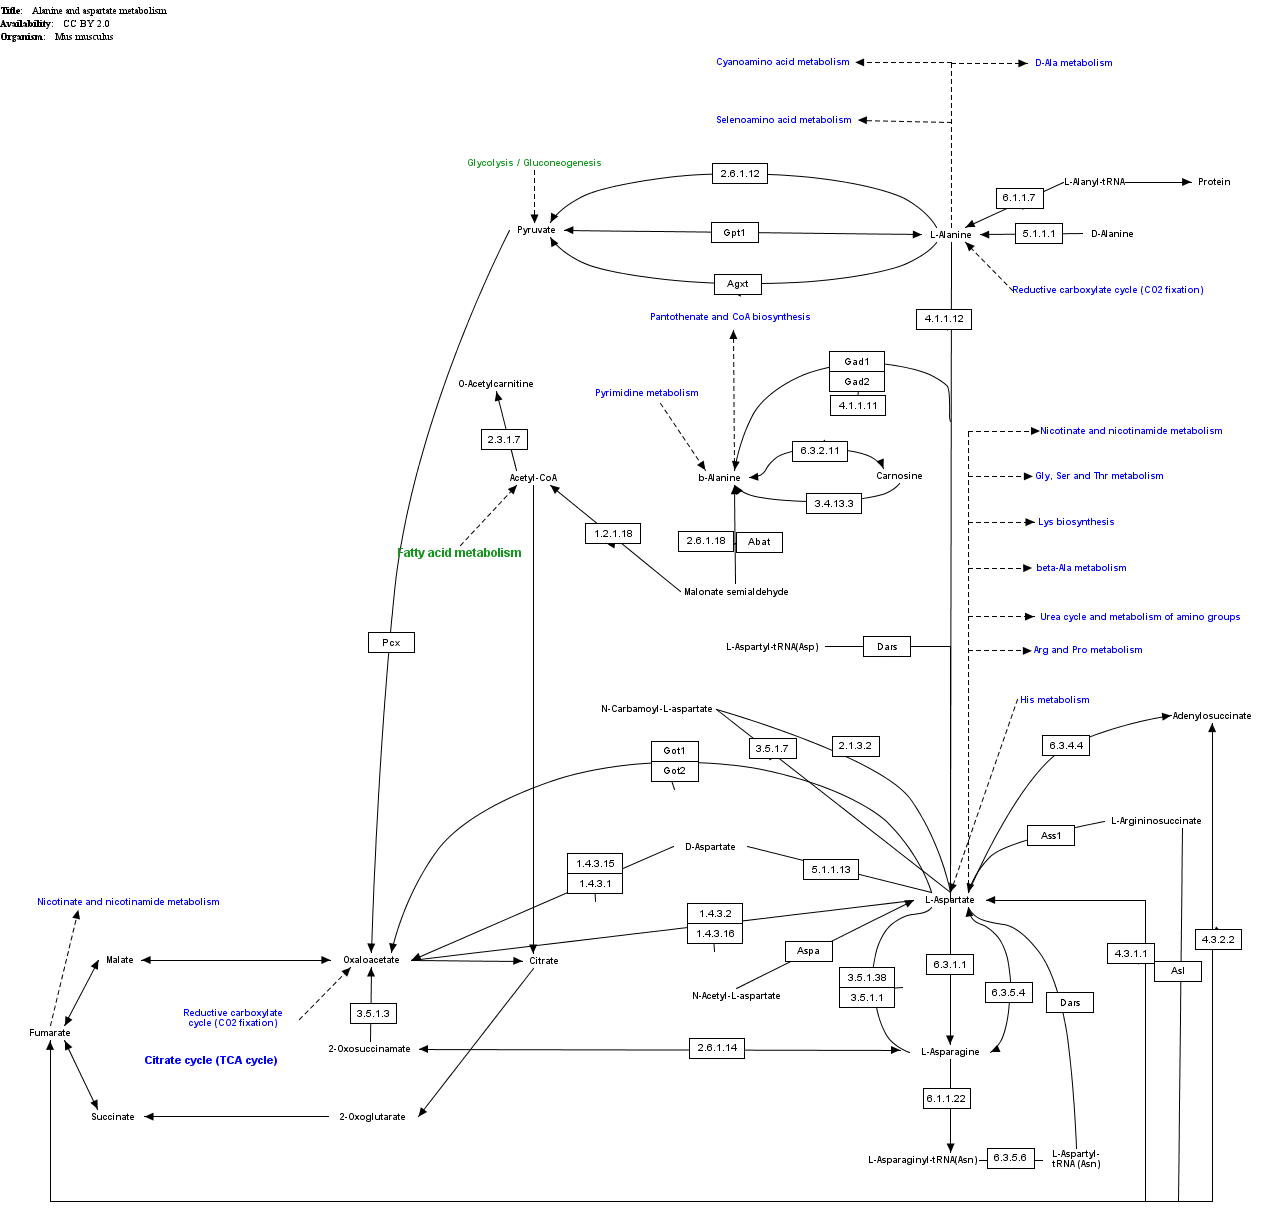 Title: Alanine and aspartate metabolism
Availability: CC BY 2.0
Organism: Mus musculus
Cyanoamino acid metabolism
D-Ala metabolism
Selenoamino acid metabolism
Glycolysis / Gluconeogenesis
2.6.1.12
L-Alanyl-tRNA
Protein
6.1.1.7
Pyruvate
Gpt1
L-Alanine
5.1.1.1
D-Alanine
Agxt
Reductive carboxylate cycle (CO2 fixation)
Pantothenate and CoA biosynthesis
4.1.1.12
Gad1
Gad2
4.1.1.11
O-Acetylcarnitine
Pyrimidine metabolism
2.3.1.7
Nicotinate and nicotinamide metabolism
6.3.2.11
Acetyl-CoA
b-Alanine
Carnosine
Gly, Ser and Thr metabolism
3.4.13.3
Lys biosynthesis
1.2.1.18
2.6.1.18
Abat
Fatty acid metabolism
beta-Ala metabolism
Malonate semialdehyde
Urea cycle and metabolism of amino groups
Pcx
L-Aspartyl-tRNA(Asp)
Dars
Arg and Pro metabolism
His metabolism
N-Carbamoyl-L-aspartate
Adenylosuccinate
Got1
Got2
3.5.1.7
2.1.3.2
6.3.4.4
L-Argininosuccinate
Ass1
D-Aspartate
1.4.3.15
1.4.3.1
5.1.1.13
Nicotinate and nicotinamide metabolism
L-Aspartate
1.4.3.2
1.4.3.16
4.3.2.2
Aspa
4.3.1.1
Malate
Oxaloacetate
Citrate
6.3.1.1
Asl
3.5.1.38
3.5.1.1
N-Acetyl-L-aspartate
6.3.5.4
Dars
Reductive carboxylate
cycle (CO2 fixation)
3.5.1.3
Fumarate
2-Oxosuccinamate
2.6.1.14
L-Asparagine
Citrate cycle (TCA cycle)
6.1.1.22
Succinate
2-Oxoglutarate
L-Asparaginyl-tRNA(Asn)
6.3.5.6
L-Aspartyl-
tRNA (Asn)